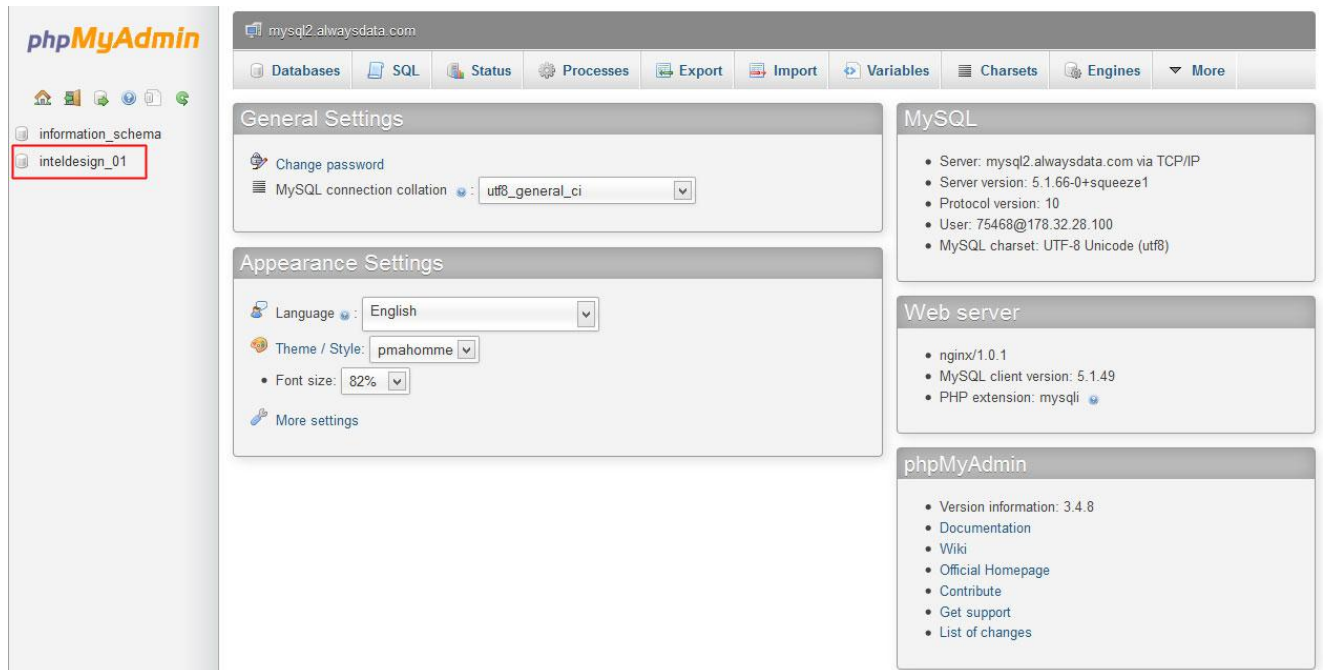 phpMyAdmin
information_schema
inteldesign_01
mysql2.alwaysdata.com
Databases SQL Status Processes Export Import Variables Charsets Engines More
General Settings
Change password
MySQL connection collation : utf8_general_ci
Appearance Settings
Language : English
Theme / Style: pmahomme
• Font size: 82%
More settings
MySQL
• Server: mysql2.alwaysdata.com via TCP/IP
• Server version: 5.1.66-0+squeeze1
• Protocol version: 10
• User: 75468@178.32.28.100
• MySQL charset: UTF-8 Unicode (utf8)
Web server
• nginx/1.0.1
• MySQL client version: 5.1.49
• PHP extension: mysqli
phpMyAdmin
• Version information: 3.4.8
• Documentation
• Wiki
• Official Homepage
• Contribute
• Get support
• List of changes